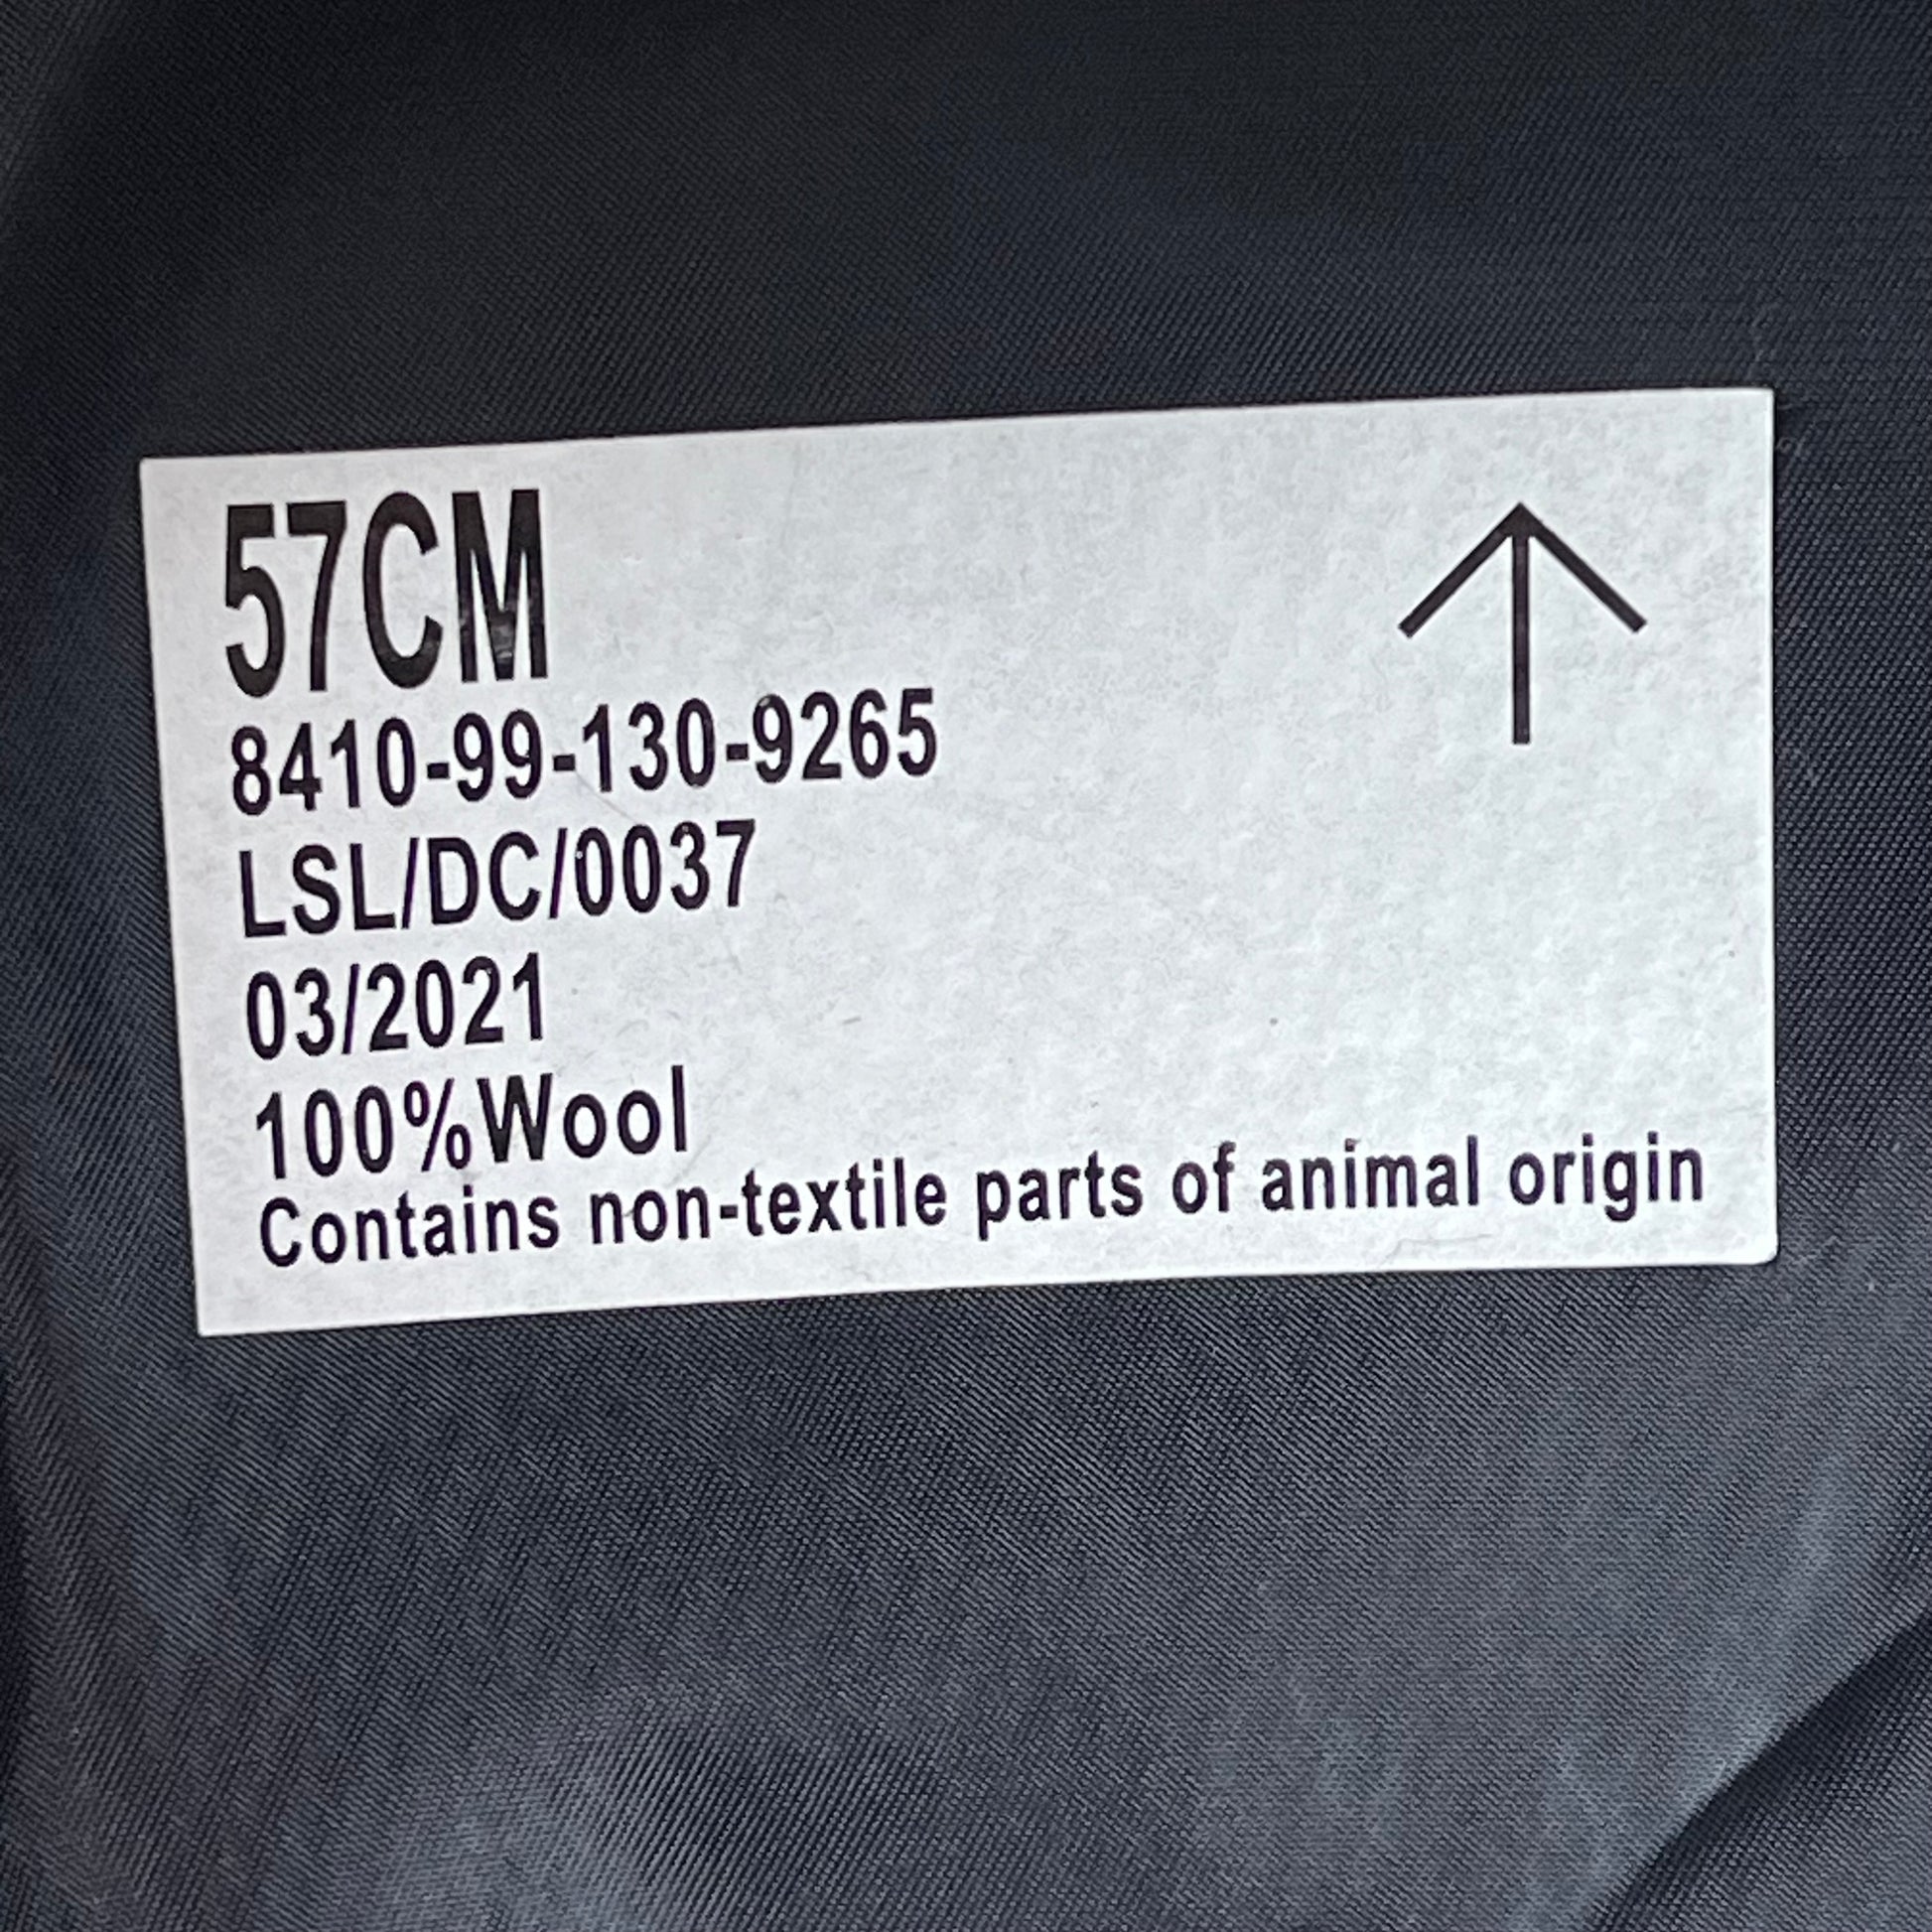 57CM
8410-99-130-9265
LSL/DC/0037
03/2021
100%Wool
Contains non-textile parts of animal origin